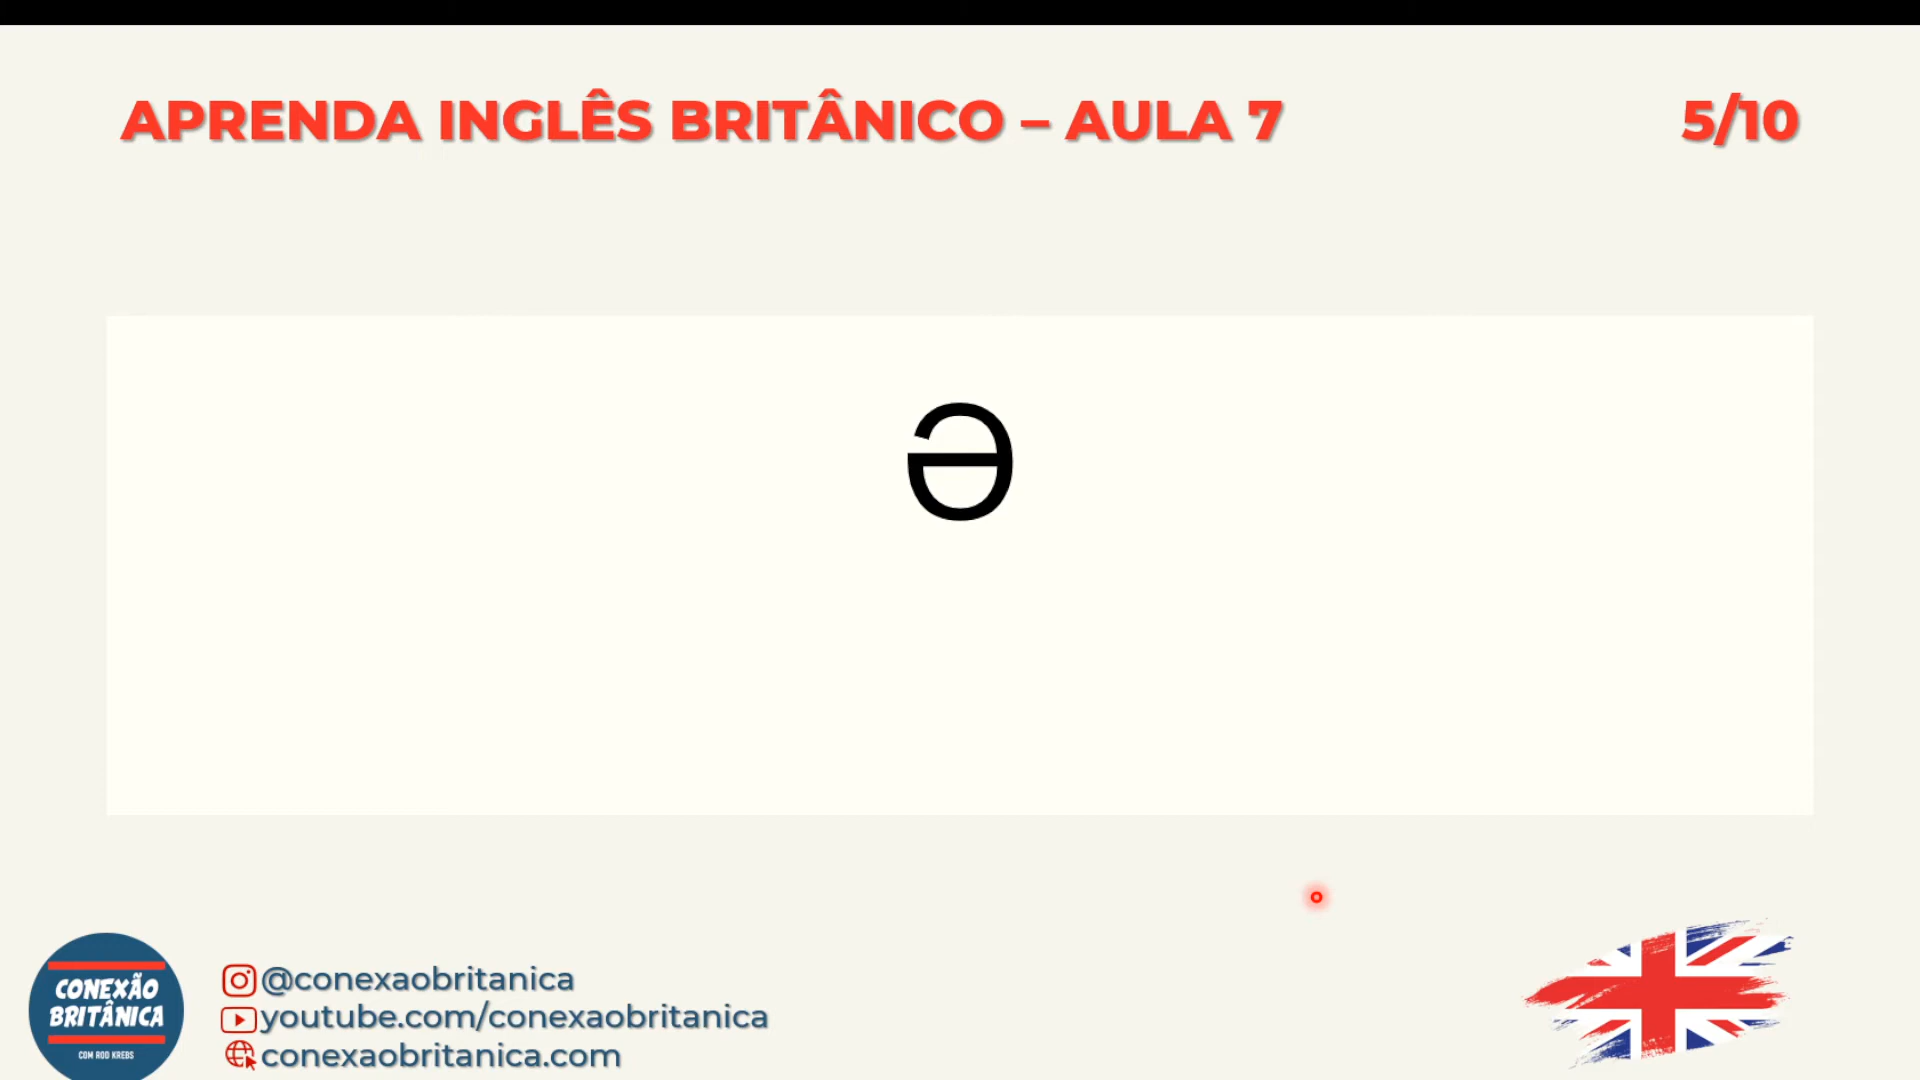 APRENDA INGLÊS BRITÂNICO – AULA 7
5/10
ə
CONEXÃO
BRITÂNICA
COM ROD KREBS
@conexaobritanica
youtube.com/conexaobritanica
conexaobritanica.com